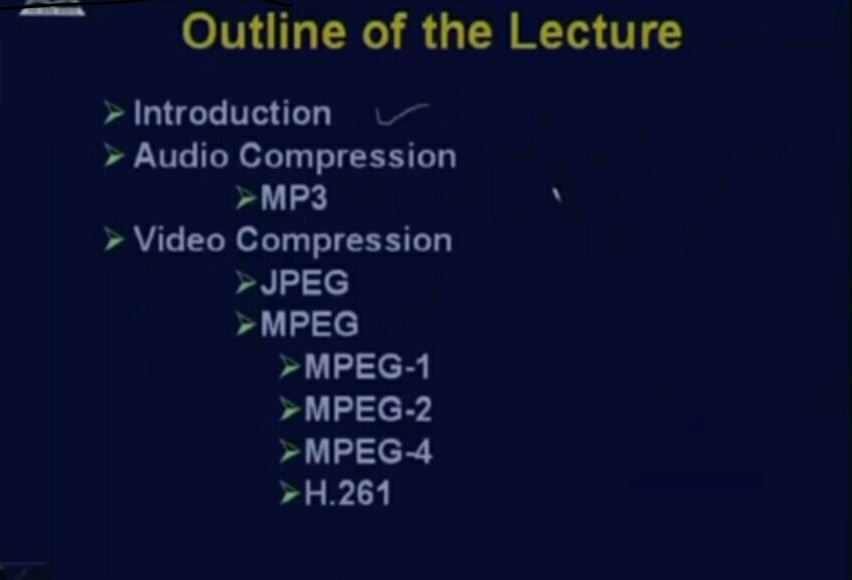 Outline of the Lecture
Introduction
Audio Compression
MP3
Video Compression
JPEG
MPEG
MPEG-1
MPEG-2
MPEG-4
H.261